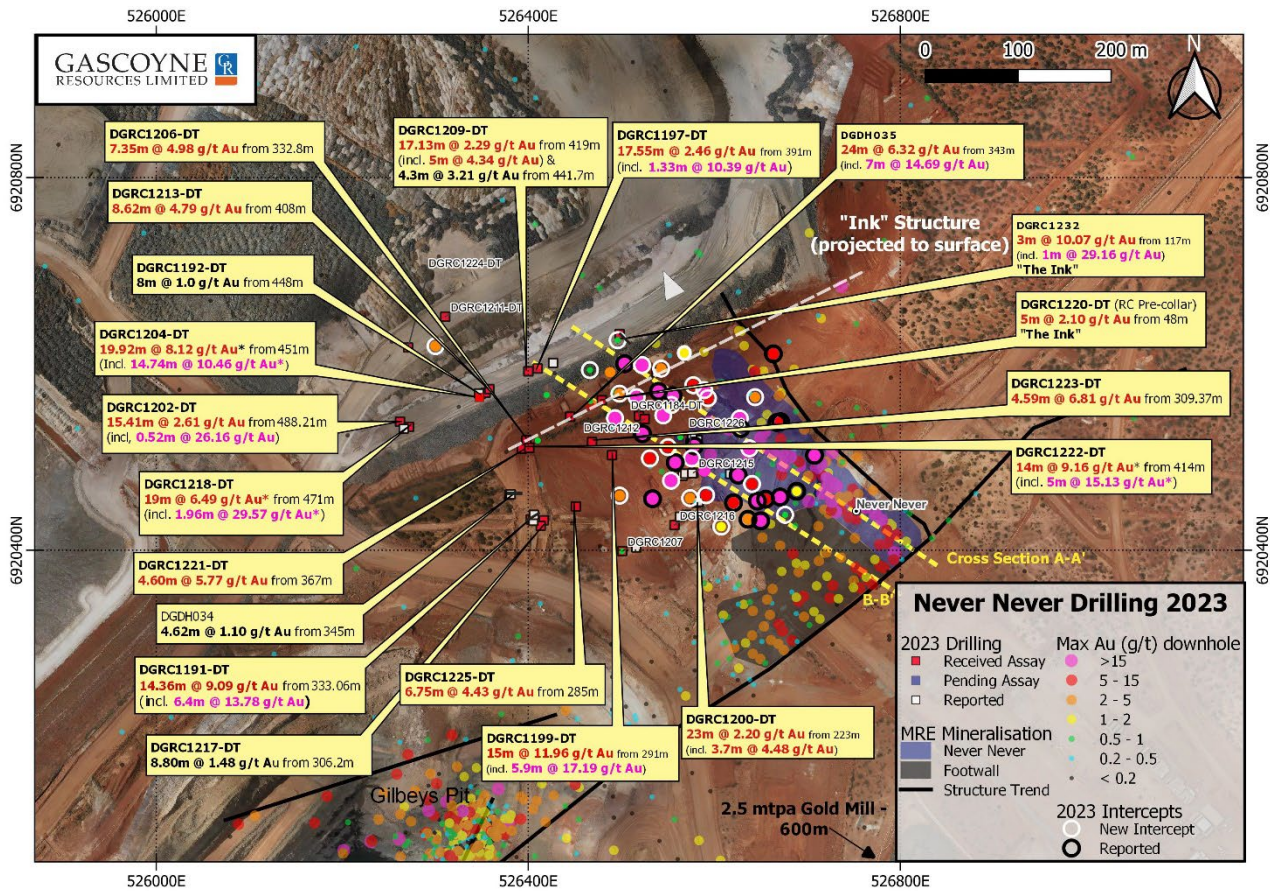 526000E
526400E
526800E
GASCOYNE
RESOURCES LIMITED
GR
0 100 200 m
N
DGRC1206-DT
7.35m @ 4.98 g/t Au from 332.8m
DGRC1209-DT
17.13m @ 2.29 g/t Au from 419m
(incl. 5m @ 4.34 g/t Au) &
4.3m @ 3.21 g/t Au from 441.7m
DGRC1197-DT
17.55m @ 2.46 g/t Au from 391m
(incl. 1.33m @ 10.39 g/t Au)
DGDH035
24m @ 6.32 g/t Au from 343m
(incl. 7m @ 14.69 g/t Au)
6920800N
6920800N
DGRC1213-DT
8.62m @ 4.79 g/t Au from 408m
"Ink" Structure
(projected to surface)
DGRC1232
3m @ 10.07 g/t Au from 117m
(incl. 1m @ 29.16 g/t Au)
"The Ink"
DGRC1192-DT
8m @ 1.0 g/t Au from 448m
DGRC1224-DT
DGRC1211-DT
DGRC1220-DT (RC Pre-collar)
5m @ 2.10 g/t Au from 48m
"The Ink"
DGRC1204-DT
19.92m @ 8.12 g/t Au* from 451m
(Incl. 14.74m @ 10.46 g/t Au*)
DGRC1223-DT
4.59m @ 6.81 g/t Au from 309.37m
DGRC1202-DT
15.41m @ 2.61 g/t Au from 488.21m
(incl, 0.52m @ 26.16 g/t Au)
DGRC1184-DT
DGRC1212
DGRC1226
DGRC1215
DGRC1222-DT
14m @ 9.16 g/t Au* from 414m
(incl. 5m @ 15.13 g/t Au*)
DGRC1218-DT
19m @ 6.49 g/t Au* from 471m
(incl. 1.96m @ 29.57 g/t Au*)
Never Never
DGRC1216
DGRC1207
6920400N
6920400N
DGRC1221-DT
4.60m @ 5.77 g/t Au from 367m
Cross Section A-A'
B-B'
DGDH034
4.62m @ 1.10 g/t Au from 345m
DGRC1191-DT
14.36m @ 9.09 g/t Au from 333.06m
(incl. 6.4m @ 13.78 g/t Au)
DGRC1225-DT
6.75m @ 4.43 g/t Au from 285m
DGRC1217-DT
8.80m @ 1.48 g/t Au from 306.2m
DGRC1199-DT
15m @ 11.96 g/t Au from 291m
(incl. 5.9m @ 17.19 g/t Au)
DGRC1200-DT
23m @ 2.20 g/t Au from 223m
(incl. 3.7m @ 4.48 g/t Au)
Gilbeys Pit
2.5 mtpa Gold Mill -
600m
Never Never Drilling 2023
2023 Drilling
Received Assay
Pending Assay
Reported
MRE Mineralisation
Never Never
Footwall
Structure Trend
Max Au (g/t) downhole
>15
5 - 15
2 - 5
1 - 2
0.5 - 1
0.2 - 0.5
< 0.2
2023 Intercepts
New Intercept
Reported
526000E
526400E
526800E